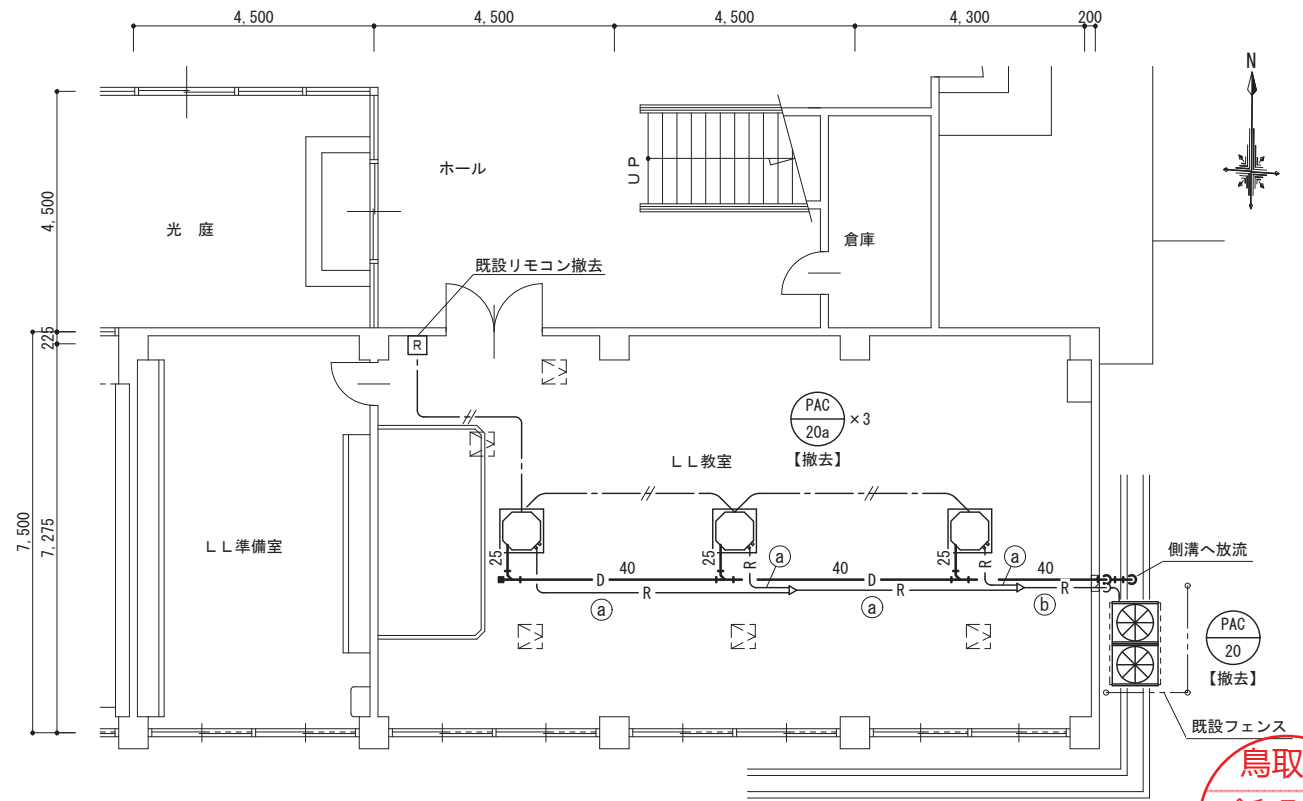 4,500
4,500
4,500
4,300
200
N
4,500
225
7,500
7,275
ホール
光 庭
UP
倉庫
既設リモコン撤去
R
PAC
20a
×3
【撤去】
LL教室
LL準備室
25
25
25
R
R
a
a
40
40
40
D
D
R
R
R
a
a
b
側溝へ放流
PAC
20
【撤去】
既設フェンス
鳥取